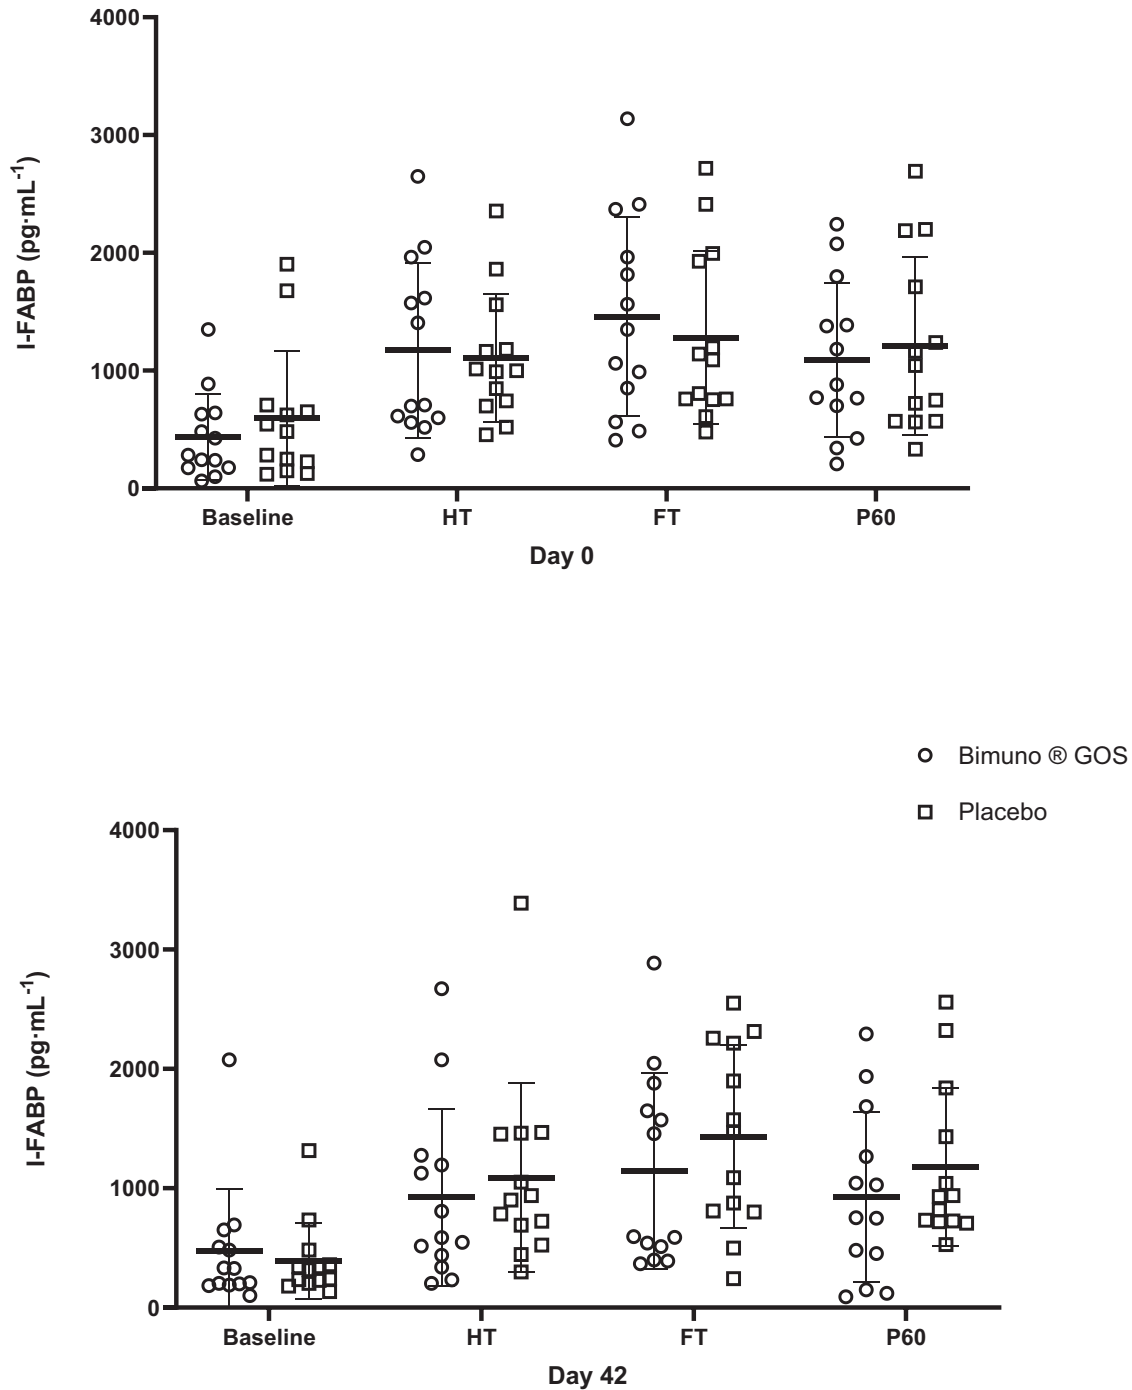 4000
3000
2000
1000
0
I-FABP (pg·mL-1)
Baseline HT FT P60
Day 0
Bimuno ® GOS
Placebo
4000
3000
2000
1000
0
I-FABP (pg·mL-1)
Baseline HT FT P60
Day 42